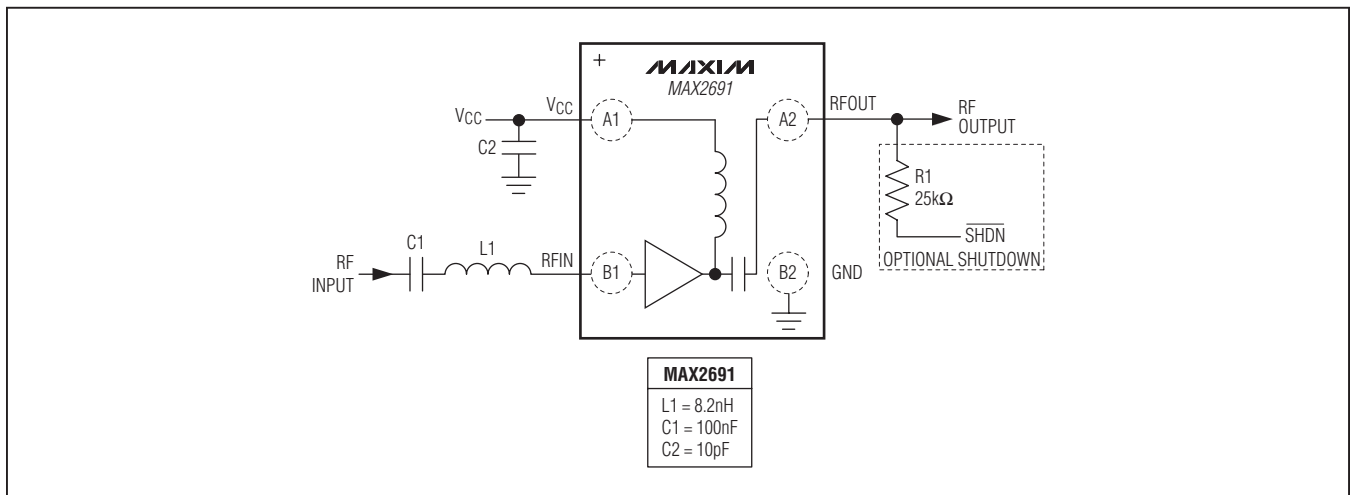 +
MAXIM
MAX2691
VCC
VCC
A1
A2
RFOUT
RF
OUTPUT
C2
R1
25kΩ
SHDN
OPTIONAL SHUTDOWN
RF
INPUT
C1
L1
RFIN
B1
B2
GND
MAX2691
L1 = 8.2nH
C1 = 100nF
C2 = 10pF